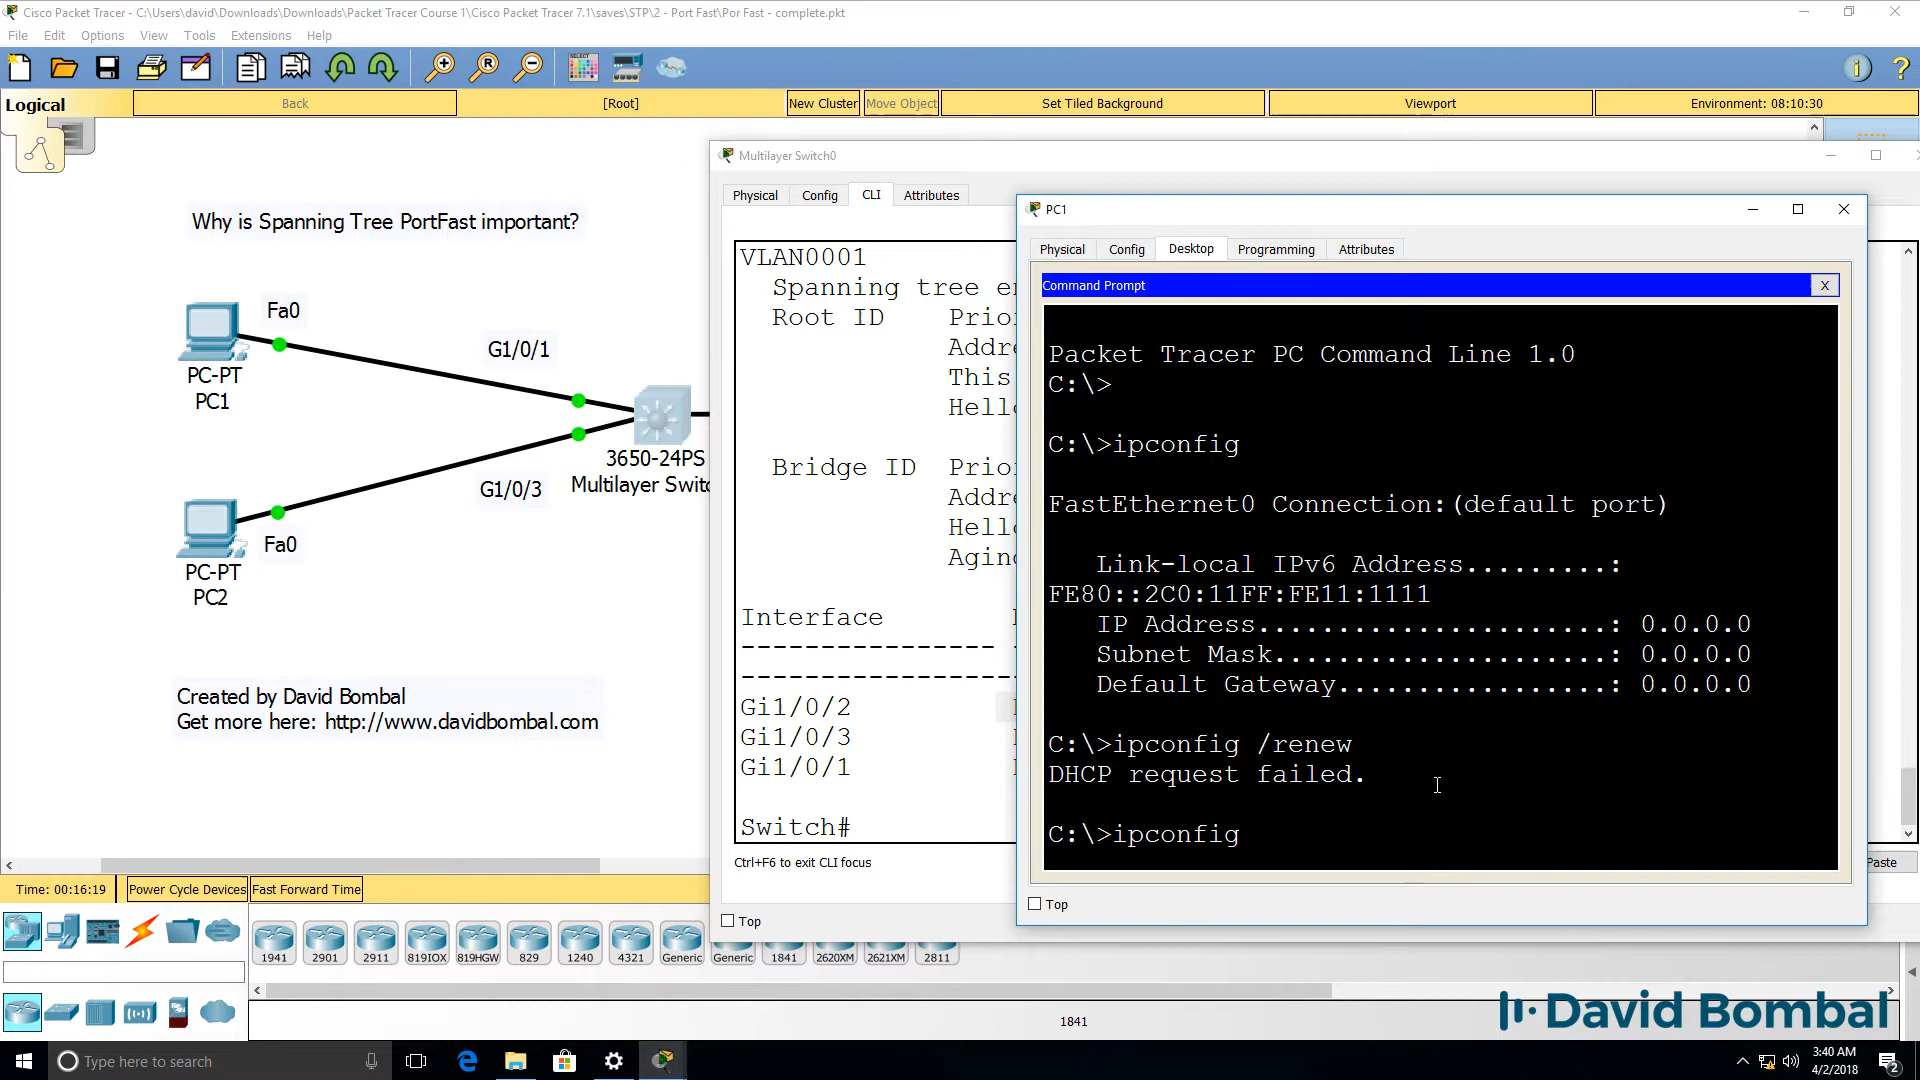 Cisco Packet Tracer - C:\Users\david\Downloads\Downloads\Packet Tracer Course 1\Cisco Packet Tracer 7.1\saves\STP\2 - Port Fast\Por Fast - complete.pkt
File Edit Options View Tools Extensions Help
Logical Back [Root] New Cluster Move Object Set Tiled Background Viewport Environment: 08:10:30
Why is Spanning Tree PortFast important?
Fa0
G1/0/1
PC-PT
PC1
3650-24PS
Multilayer Switc
G1/0/3
Fa0
PC-PT
PC2
Created by David Bombal
Get more here: http://www.davidbombal.com
Multilayer Switch0
Physical Config CLI Attributes
VLAN0001
Spanning tree en
Root ID Prior
Addre
This
Hello
Bridge ID Prior
Addre
Hello
Aging
Interface
---------------- -
-----------------
Gi1/0/2
Gi1/0/3
Gi1/0/1
Switch#
Ctrl+F6 to exit CLI focus
Paste
Top
PC1
Physical Config Desktop Programming Attributes
Command Prompt X
Packet Tracer PC Command Line 1.0
C:\>
C:\>ipconfig
FastEthernet0 Connection:(default port)
Link-local IPv6 Address.........:
FE80::2C0:11FF:FE11:1111
IP Address......................: 0.0.0.0
Subnet Mask.....................: 0.0.0.0
Default Gateway.................: 0.0.0.0
C:\>ipconfig /renew
DHCP request failed.
C:\>ipconfig
Top
Time: 00:16:19 Power Cycle Devices Fast Forward Time
1941 2901 2911 819IOX 819HGW 829 1240 4321 Generic Generic 1841 2620XM 2621XM 2811
1841
David Bombal
Type here to search
3:40 AM
4/2/2018
2